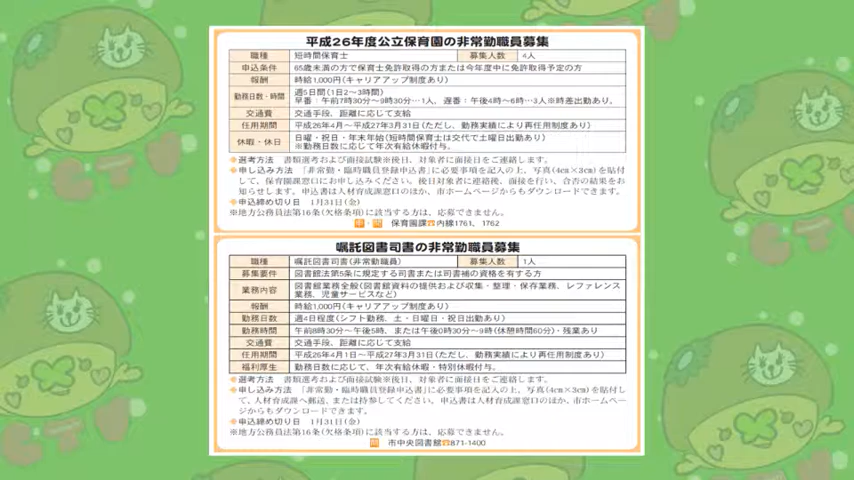 平成26年度公立保育園の非常勤職員募集
職種 短時間保育士 募集人数 4人
申込条件 65歳未満の方で保育士免許取得の方または今年度中に免許取得予定の方
報酬 時給1,000円(キャリアアップ制度あり)
勤務日数・時間 週5日間(1日2〜3時間)
早番:午前7時30分〜9時30分…1人、遅番:午後4時〜6時…3人※時差出勤あり。
交通費 交通手段、距離に応じて支給
任用期間 平成26年4月〜平成27年3月31日(ただし、勤務実績により再任用制度あり)
休暇・休日 日曜・祝日・年末年始(短時間保育士は交代で土曜日出勤あり)
※勤務日数に応じて年次有給休暇付与。
選考方法 書類選考および面接試験※後日、対象者に面接日をご連絡します。
申し込み方法 「非常勤・臨時職員登録申込書」に必要事項を記入の上、写真(4cm×3cm)を貼付
して、保育園課窓口にお申し込みください。後日対象者に連絡後、面接を行い、合否の結果をお
知らせします。申込書は人材育成課窓口のほか、市ホームページからもダウンロードできます。
申込締め切り日 1月31日(金)
※地方公務員法第16条(欠格条項)に該当する方は、応募できません。
申・問 保育園課☎内線1761、1762
嘱託図書司書の非常勤職員募集
職種 嘱託図書司書(非常勤職員) 募集人数 1人
募集要件 図書館法第5条に規定する司書または司書補の資格を有する方
業務内容 図書館業務全般(図書館資料の提供および収集・整理・保存業務、レファレンス
業務、児童サービスなど)
報酬 時給1,000円(キャリアアップ制度あり)
勤務日数 週4日程度(シフト勤務、土・日曜日・祝日出勤あり)
勤務時間 午前8時30分〜午後5時、または午後0時30分〜9時(休憩時間60分)・残業あり
交通費 交通手段、距離に応じて支給
任用期間 平成26年4月1日〜平成27年3月31日(ただし、勤務実績により再任用制度あり)
福利厚生 勤務日数に応じて、年次有給休暇・特別休暇付与。
選考方法 書類選考および面接試験※後日、対象者に面接日をご連絡します。
申し込み方法 「非常勤・臨時職員登録申込書」に必要事項を記入の上、写真(4cm×3cm)を貼付し
て、人材育成課へ郵送、または持参してください。申込書は人材育成課窓口のほか、市ホームペー
ジからもダウンロードできます。
申込締め切り日 1月31日(金)
※地方公務員法第16条(欠格条項)に該当する方は、応募できません。
問 市中央図書館☎871-1400